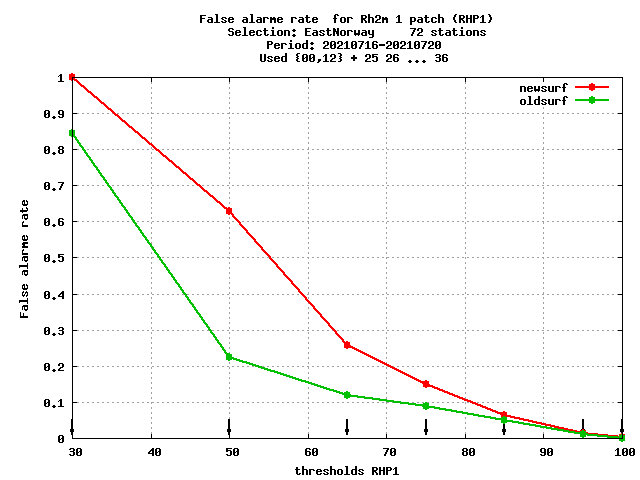 False alarme rate  for Rh2m 1 patch (RHP1)
Selection: EastNorway     72 stations
Period: 20210716-20210720
Used {00,12} + 25 26 ... 36
newsurf
oldsurf
1
0.9
0.8
0.7
0.6
0.5
0.4
0.3
0.2
0.1
0
False alarme rate
30 40 50 60 70 80 90 100
thresholds RHP1